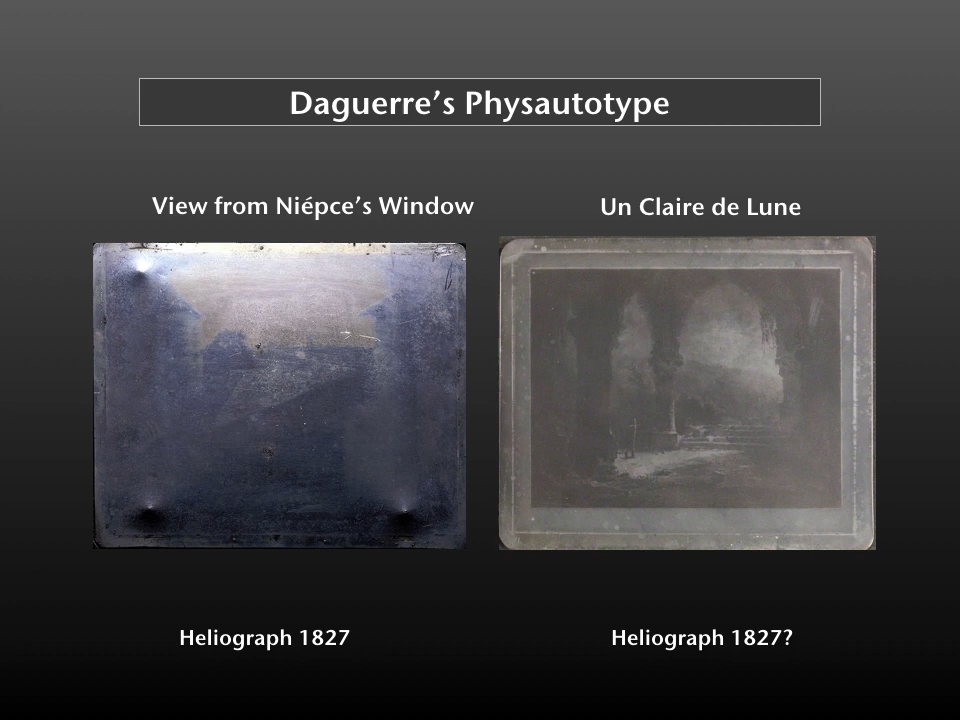 Daguerre’s Physautotype
View from Niépce’s Window
Un Claire de Lune
Heliograph 1827
Heliograph 1827?